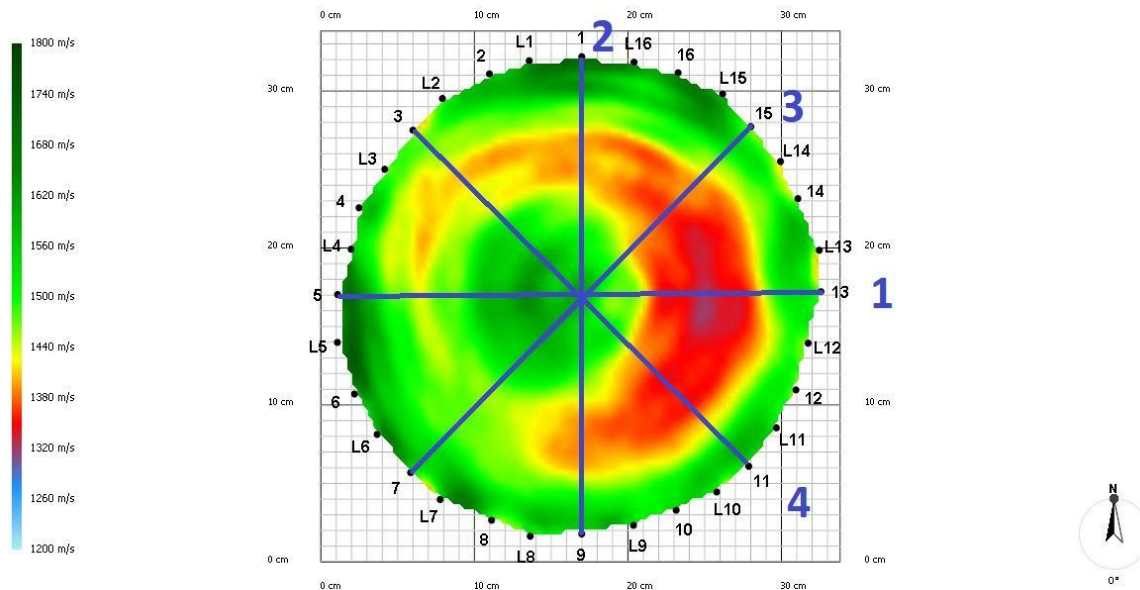 0 cm 10 cm 20 cm 30 cm
1800 m/s
1740 m/s
1680 m/s
1620 m/s
1560 m/s
1500 m/s
1440 m/s
1380 m/s
1320 m/s
1260 m/s
1200 m/s
30 cm
20 cm
10 cm
0 cm
1
L1
2
L2
3
L3
4
L4
5
L5
6
L6
7
L7
8
L8
9
L9
10
L10
11
L11
12
L12
13
L13
14
L14
15
L15
16
L16
2
3
1
4
30 cm
20 cm
10 cm
0 cm
0 cm 10 cm 20 cm 30 cm
N
0°